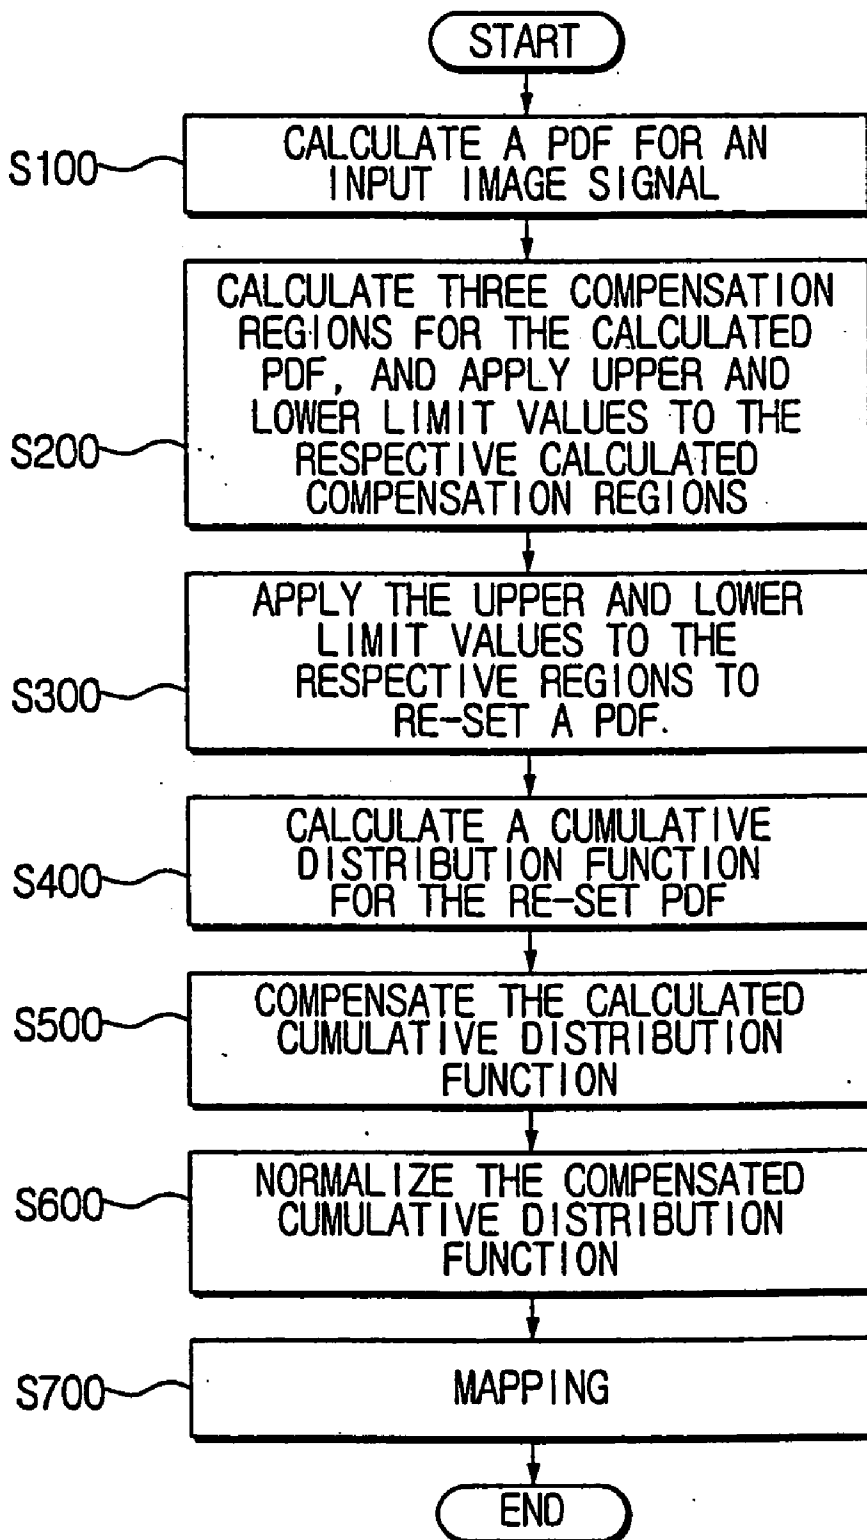 START
S100
CALCULATE A PDF FOR AN
INPUT IMAGE SIGNAL
S200
CALCULATE THREE COMPENSATION
REGIONS FOR THE CALCULATED
PDF, AND APPLY UPPER AND
LOWER LIMIT VALUES TO THE
RESPECTIVE CALCULATED
COMPENSATION REGIONS
S300
APPLY THE UPPER AND LOWER
LIMIT VALUES TO THE
RESPECTIVE REGIONS TO
RE-SET A PDF.
S400
CALCULATE A CUMULATIVE
DISTRIBUTION FUNCTION
FOR THE RE-SET PDF
S500
COMPENSATE THE CALCULATED
CUMULATIVE DISTRIBUTION
FUNCTION
S600
NORMALIZE THE COMPENSATED
CUMULATIVE DISTRIBUTION
FUNCTION
S700
MAPPING
END